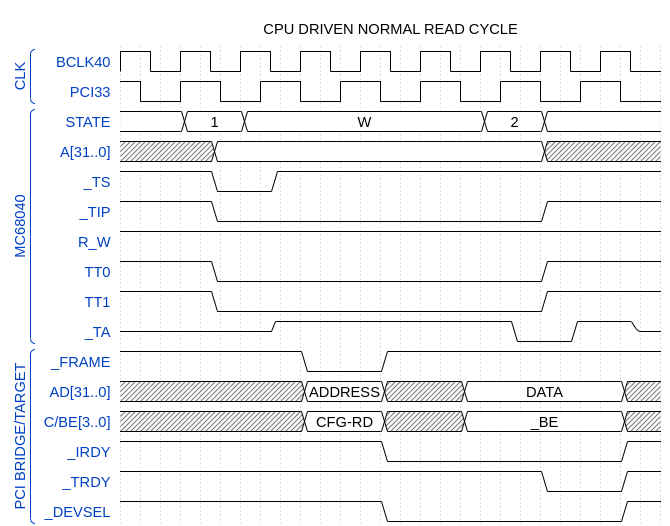 CPU DRIVEN NORMAL READ CYCLE
CLK
BCLK40
PCI33
MC68040
STATE 1 W 2
A[31..0]
_TS
_TIP
R_W
TT0
TT1
_TA
PCI BRIDGE/TARGET
_FRAME
AD[31..0] ADDRESS DATA
C/BE[3..0] CFG-RD _BE
_IRDY
_TRDY
_DEVSEL